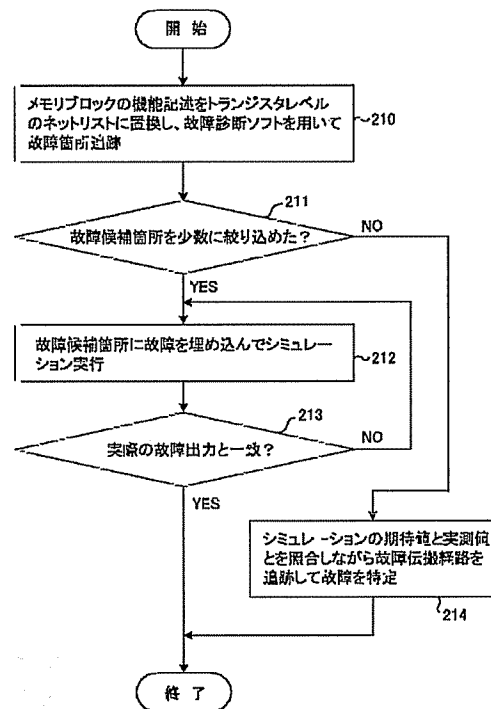 開 始
メモリブロックの機能記述をトランジスタレベル
のネットリストに置換し、故障診断ソフトを用いて
故障箇所追跡
210
211
故障候補箇所を少数に絞り込めた?
NO
YES
故障候補箇所に故障を埋め込んでシミュレー
ション実行
212
213
実際の故障出力と一致?
NO
YES
シミュレーションの期待値と実測値
とを照合しながら故障伝搬経路を
追跡して故障を特定
214
終 了